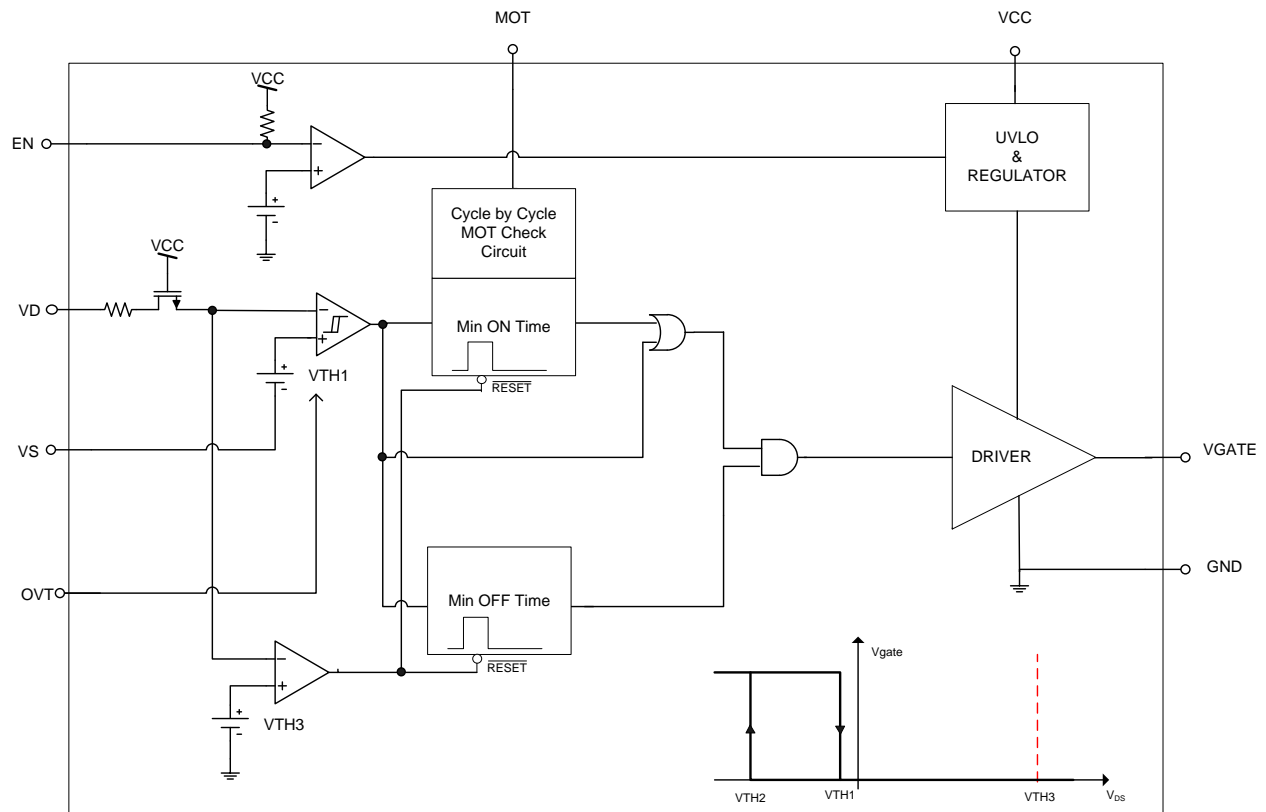 MOT
VCC
VCC
EN
−
+
+
-
UVLO
&
REGULATOR
Cycle by Cycle
MOT Check
Circuit
VCC
VD
−
+
Min ON Time
+
-
VTH1
RESET
VS
DRIVER
VGATE
GND
OVT
Min OFF Time
RESET
−
+
+
-
VTH3
Vgate
VTH2
VTH1
VTH3
VDS